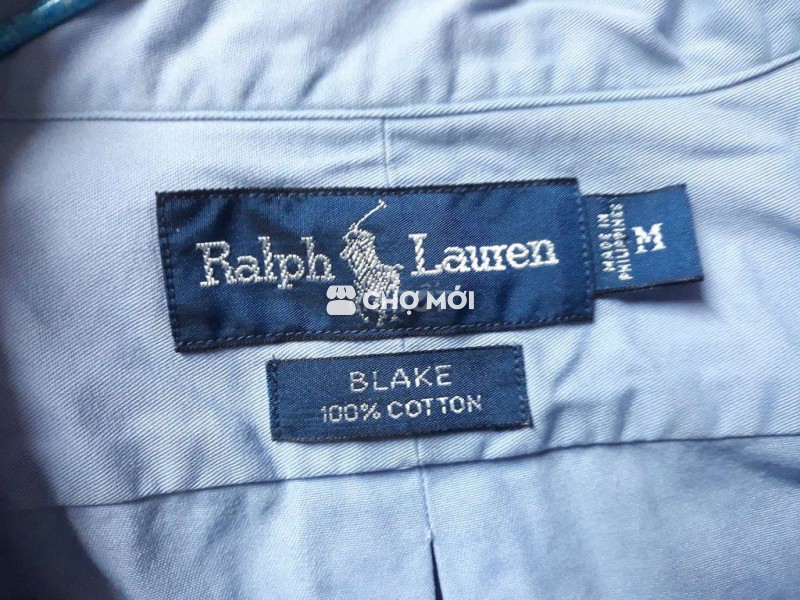 Ralph Lauren
MADE IN
PHILIPPINES
M
CHỢ MỚI
BLAKE
100% COTTON